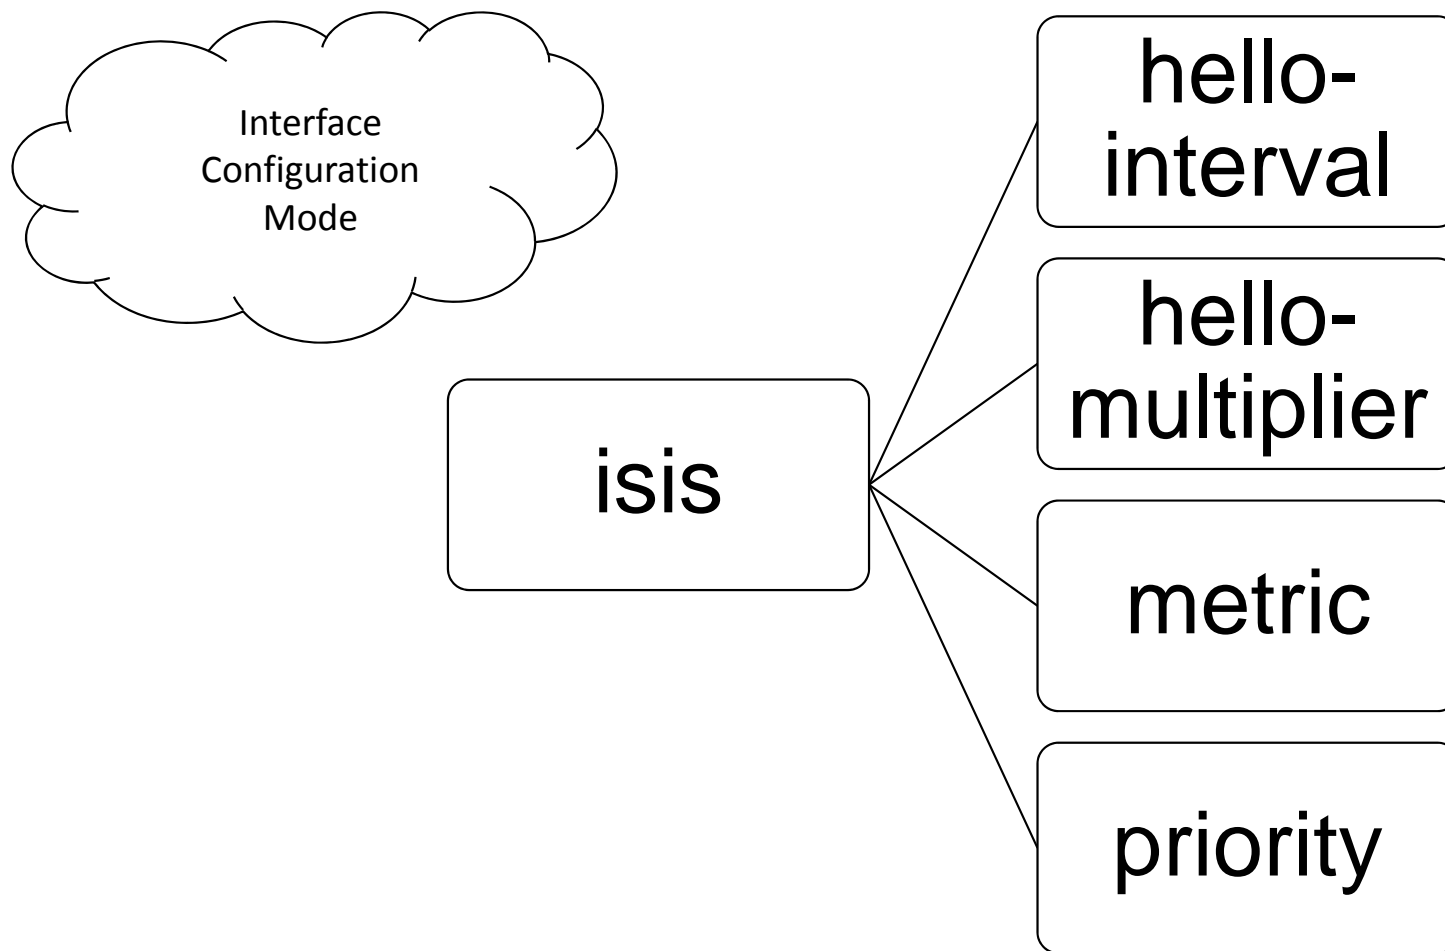 Interface
Configuration
Mode
isis
hello-
interval
hello-
multiplier
metric
priority